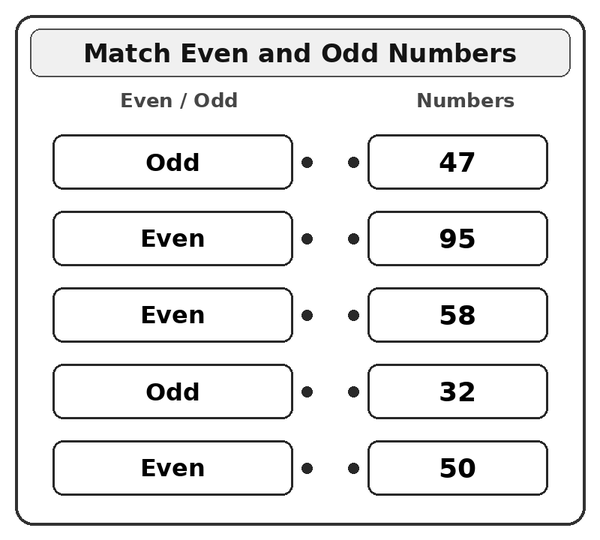 Match Even and Odd Numbers
Even / Odd Numbers
Odd 47
Even 95
Even 58
Odd 32
Even 50